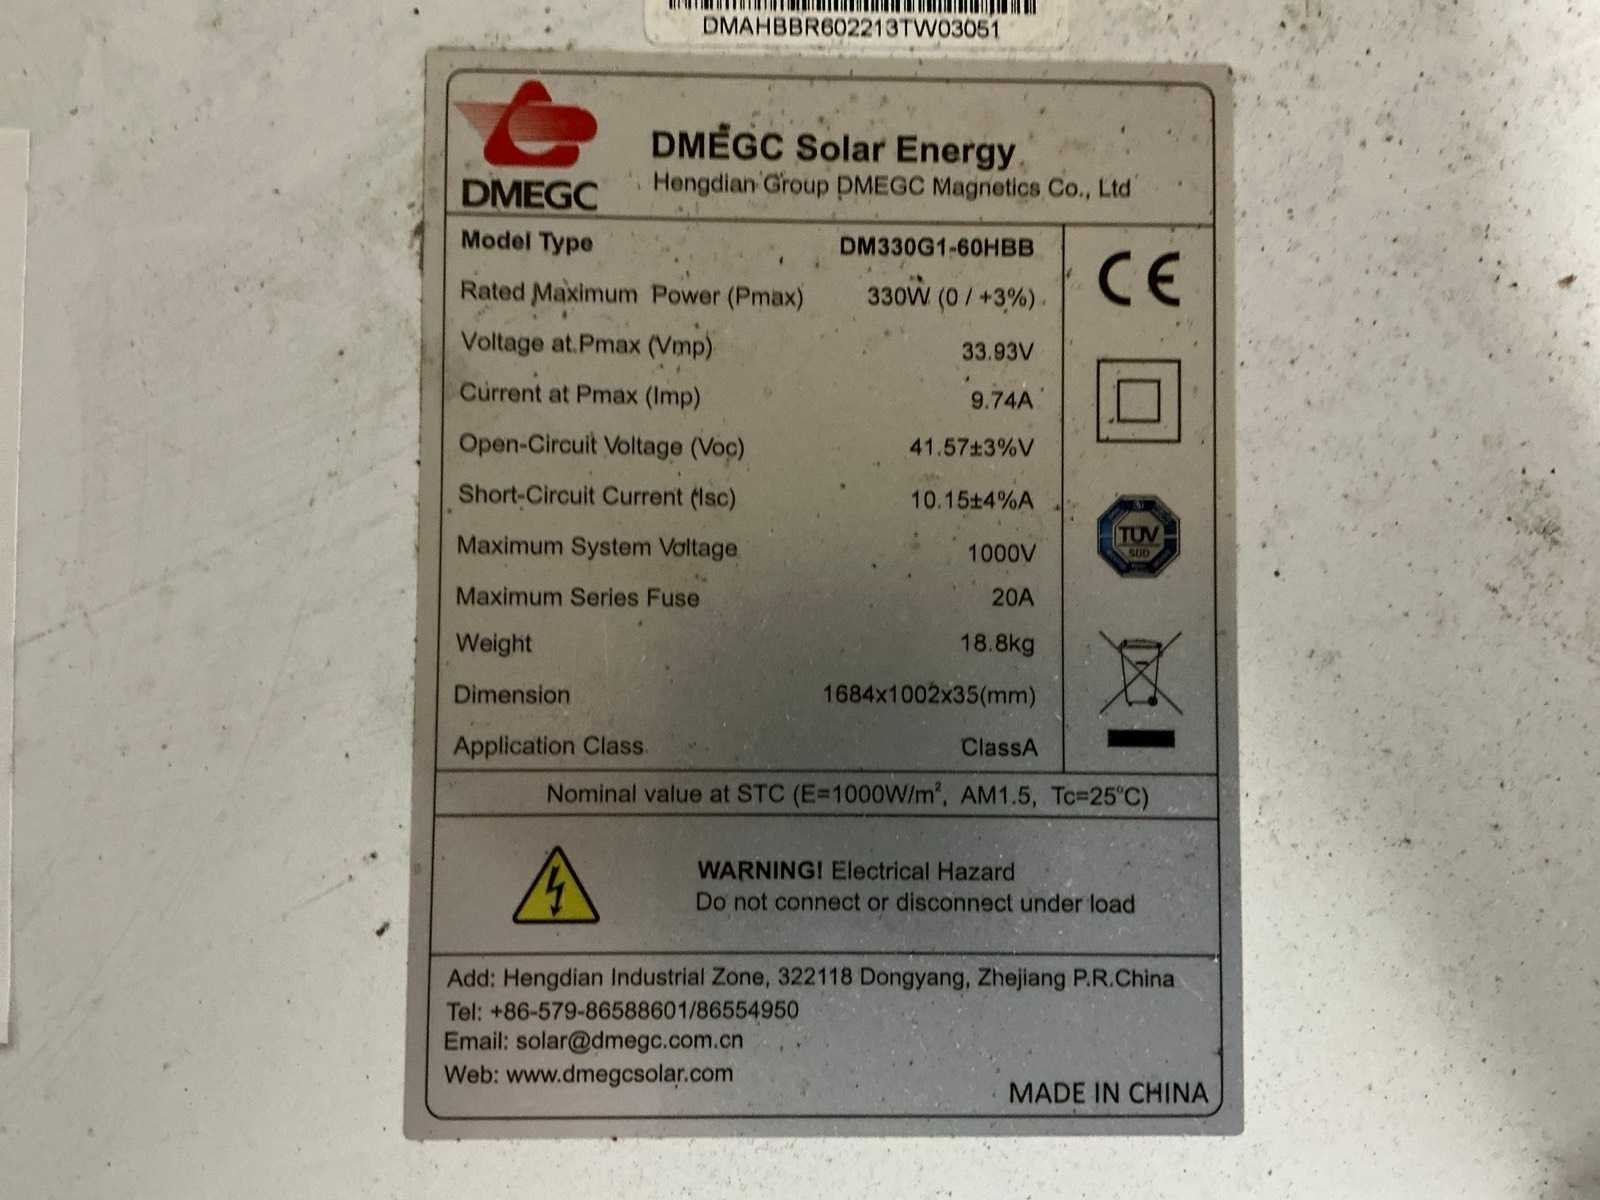 DMAHBBR602213TW03051
DMEGC
DMEGC Solar Energy
Hengdian Group DMEGC Magnetics Co., Ltd
Model Type DM330G1-60HBB
Rated Maximum Power (Pmax) 330W (0 / +3%)
Voltage at Pmax (Vmp) 33.93V
Current at Pmax (Imp) 9.74A
Open-Circuit Voltage (Voc) 41.57±3%V
Short-Circuit Current (Isc) 10.15±4%A
Maximum System Voltage 1000V
Maximum Series Fuse 20A
Weight 18.8kg
Dimension 1684x1002x35(mm)
Application Class ClassA
CE
TÜV
SÜD
Nominal value at STC (E=1000W/m², AM1.5, Tc=25°C)
WARNING! Electrical Hazard
Do not connect or disconnect under load
Add: Hengdian Industrial Zone, 322118 Dongyang, Zhejiang P.R.China
Tel: +86-579-86588601/86554950
Email: solar@dmegc.com.cn
Web: www.dmegcsolar.com
MADE IN CHINA